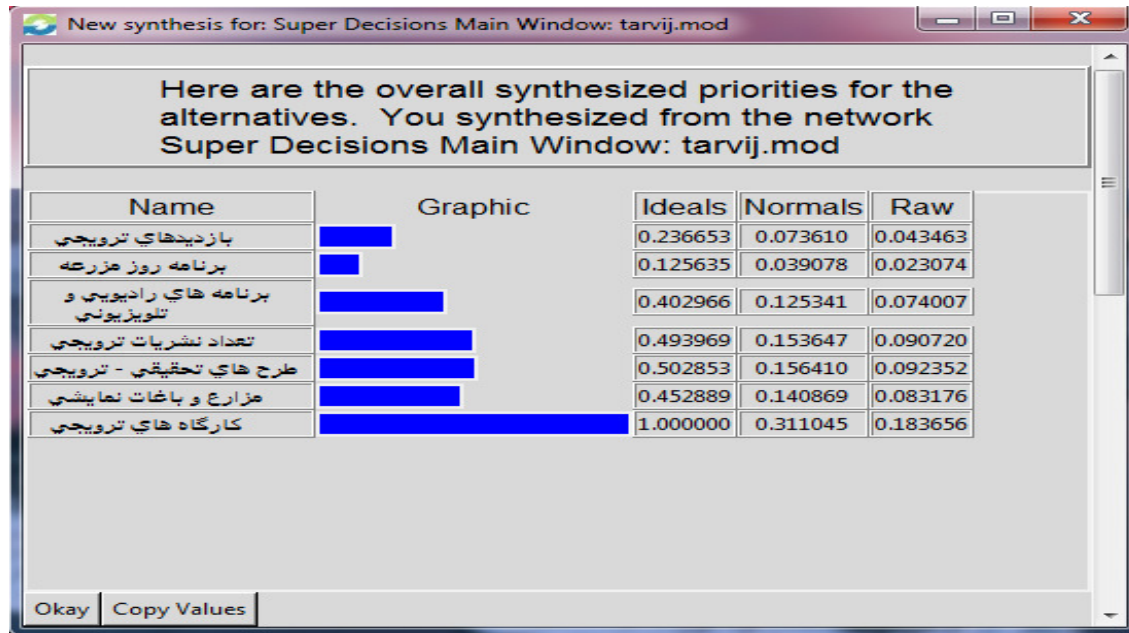 New synthesis for: Super Decisions Main Window: tarvij.mod
Here are the overall synthesized priorities for the
alternatives. You synthesized from the network
Super Decisions Main Window: tarvij.mod
Name Graphic Ideals Normals Raw
بازديدهاي ترويجي 0.236653 0.073610 0.043463
برنامه روز مزرعه 0.125635 0.039078 0.023074
برنامه هاي راديويي و
تلويزيوني 0.402966 0.125341 0.074007
تعداد نشريات ترويجي 0.493969 0.153647 0.090720
طرح هاي تحقيقي - ترويجي 0.502853 0.156410 0.092352
مزارع و باغات نمايشي 0.452889 0.140869 0.083176
كارگاه هاي ترويجي 1.000000 0.311045 0.183656
Okay Copy Values